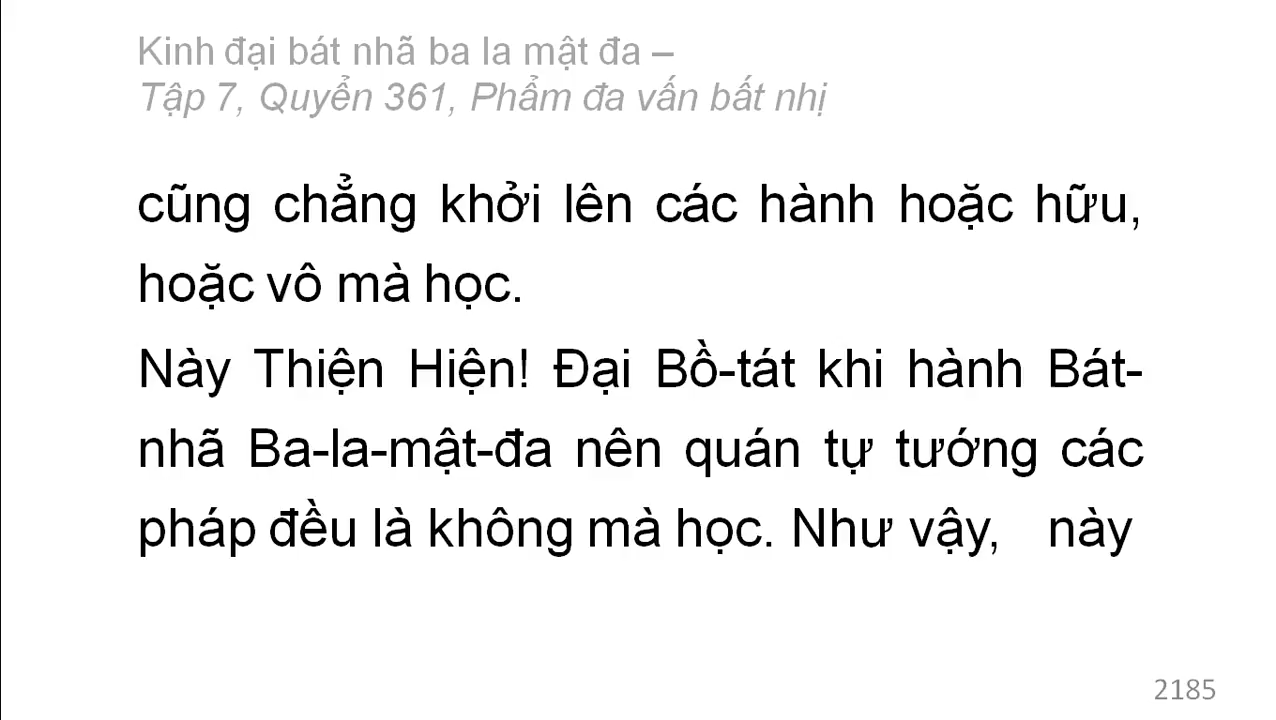 Kinh đại bát nhã ba la mật đa –
Tập 7, Quyển 361, Phẩm đa vấn bất nhị
cũng chẳng khởi lên các hành hoặc hữu,
hoặc vô mà học.
Này Thiện Hiện! Đại Bồ-tát khi hành Bát-
nhã Ba-la-mật-đa nên quán tự tướng các
pháp đều là không mà học. Như vậy, này
2185